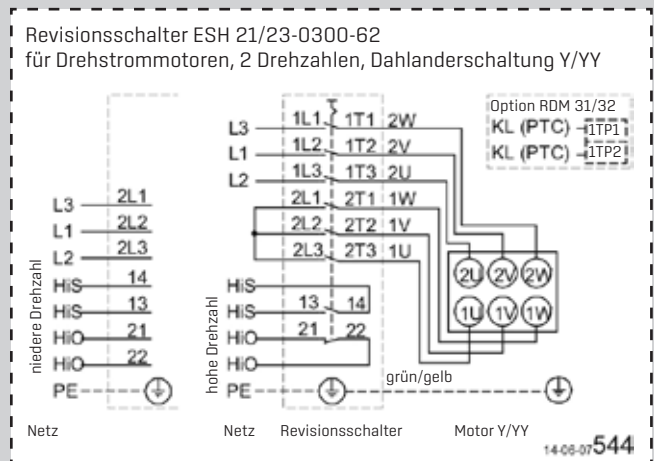 Revisionsschalter ESH 21/23-0300-62
für Drehstrommotoren, 2 Drehzahlen, Dahlanderschaltung Y/YY
Option RDM 31/32
KL (PTC) 1TP1
KL (PTC) 1TP2
niedere Drehzahl
L3 2L1
L1 2L2
L2 2L3
HiS 14
HiS 13
HiO 21
HiO 22
PE
hohe Drehzahl
L3 1L1 1T1 2W
L1 1L2 1T2 2V
L2 1L3 1T3 2U
2L1 2T1 1W
2L2 2T2 1V
2L3 2T3 1U
HiS
HiS 13 14
HiO 21 22
HiO
PE
2U 2V 2W
1U 1V 1W
grün/gelb
Netz
Netz Revisionsschalter Motor Y/YY
14-06-07 544